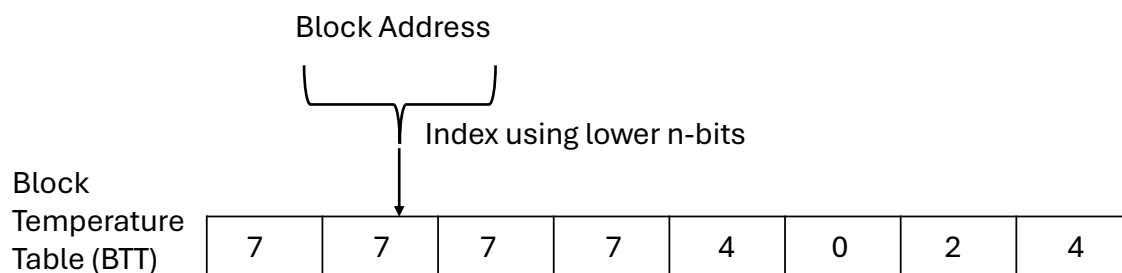 Block Address
Index using lower n-bits
Block
Temperature
Table (BTT)
7 7 7 7 4 0 2 4